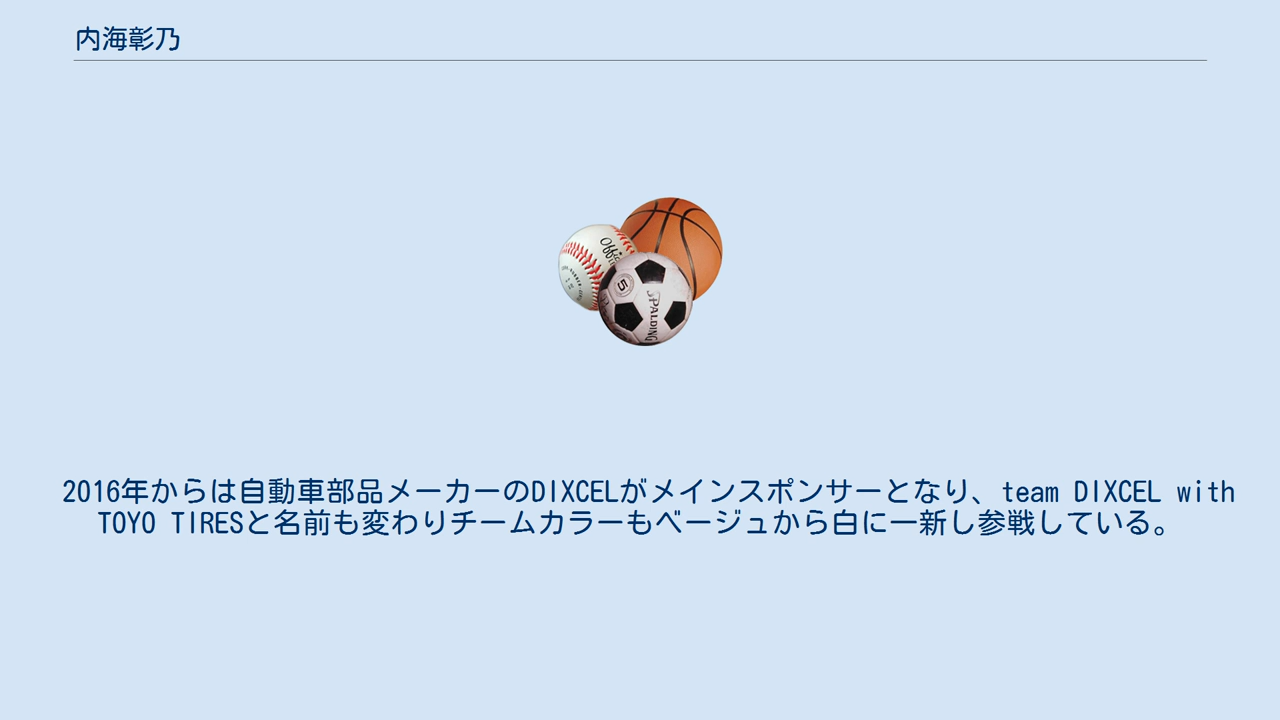 内海彰乃
Offici
5
SPALDING
2016年からは自動車部品メーカーのDIXCELがメインスポンサーとなり、team DIXCEL with
TOYO TIRESと名前も変わりチームカラーもベージュから白に一新し参戦している。